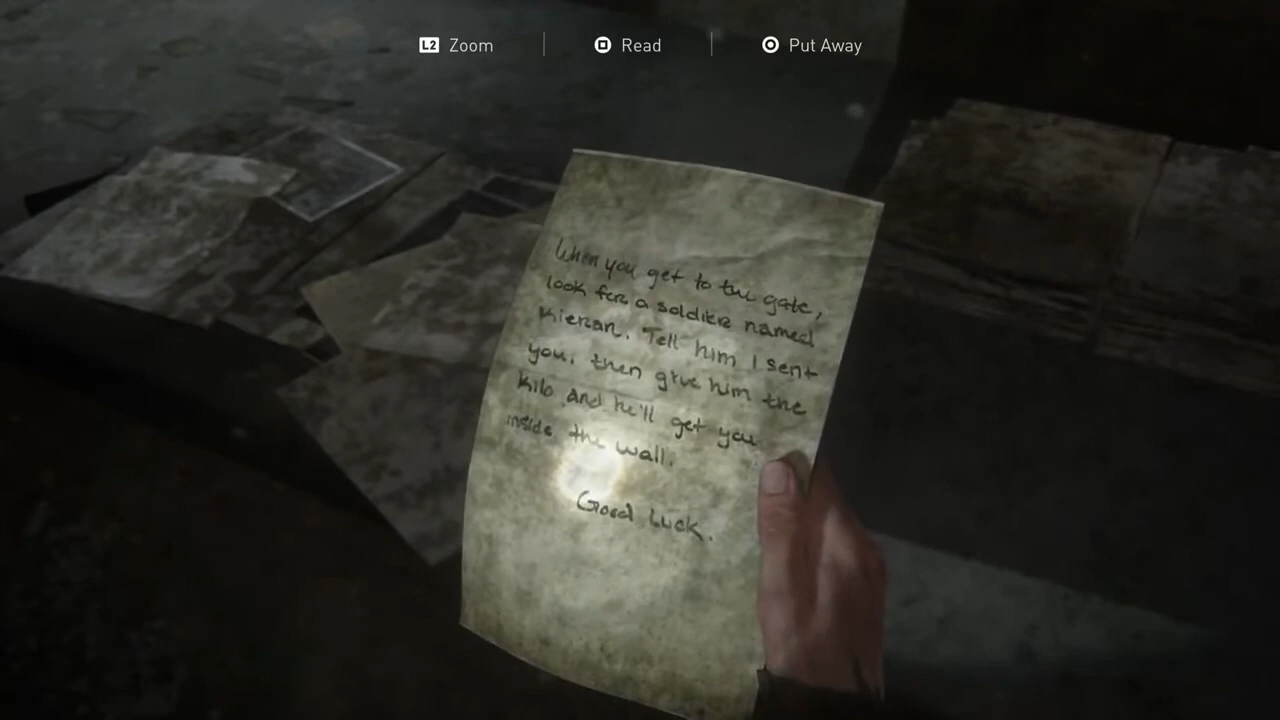 L2 Zoom Read Put Away
When you get to the gate,
look for a soldier named
Kieran. Tell him I sent
you, then give him the
kilo and he'll get you
inside the wall.
Good Luck.